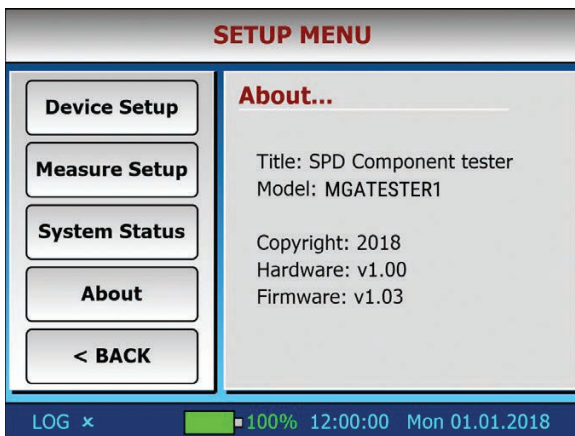 SETUP MENU
Device Setup
Measure Setup
System Status
About
< BACK
About...
Title: SPD Component tester
Model: MGATESTER1
Copyright: 2018
Hardware: v1.00
Firmware: v1.03
LOG × 100% 12:00:00 Mon 01.01.2018